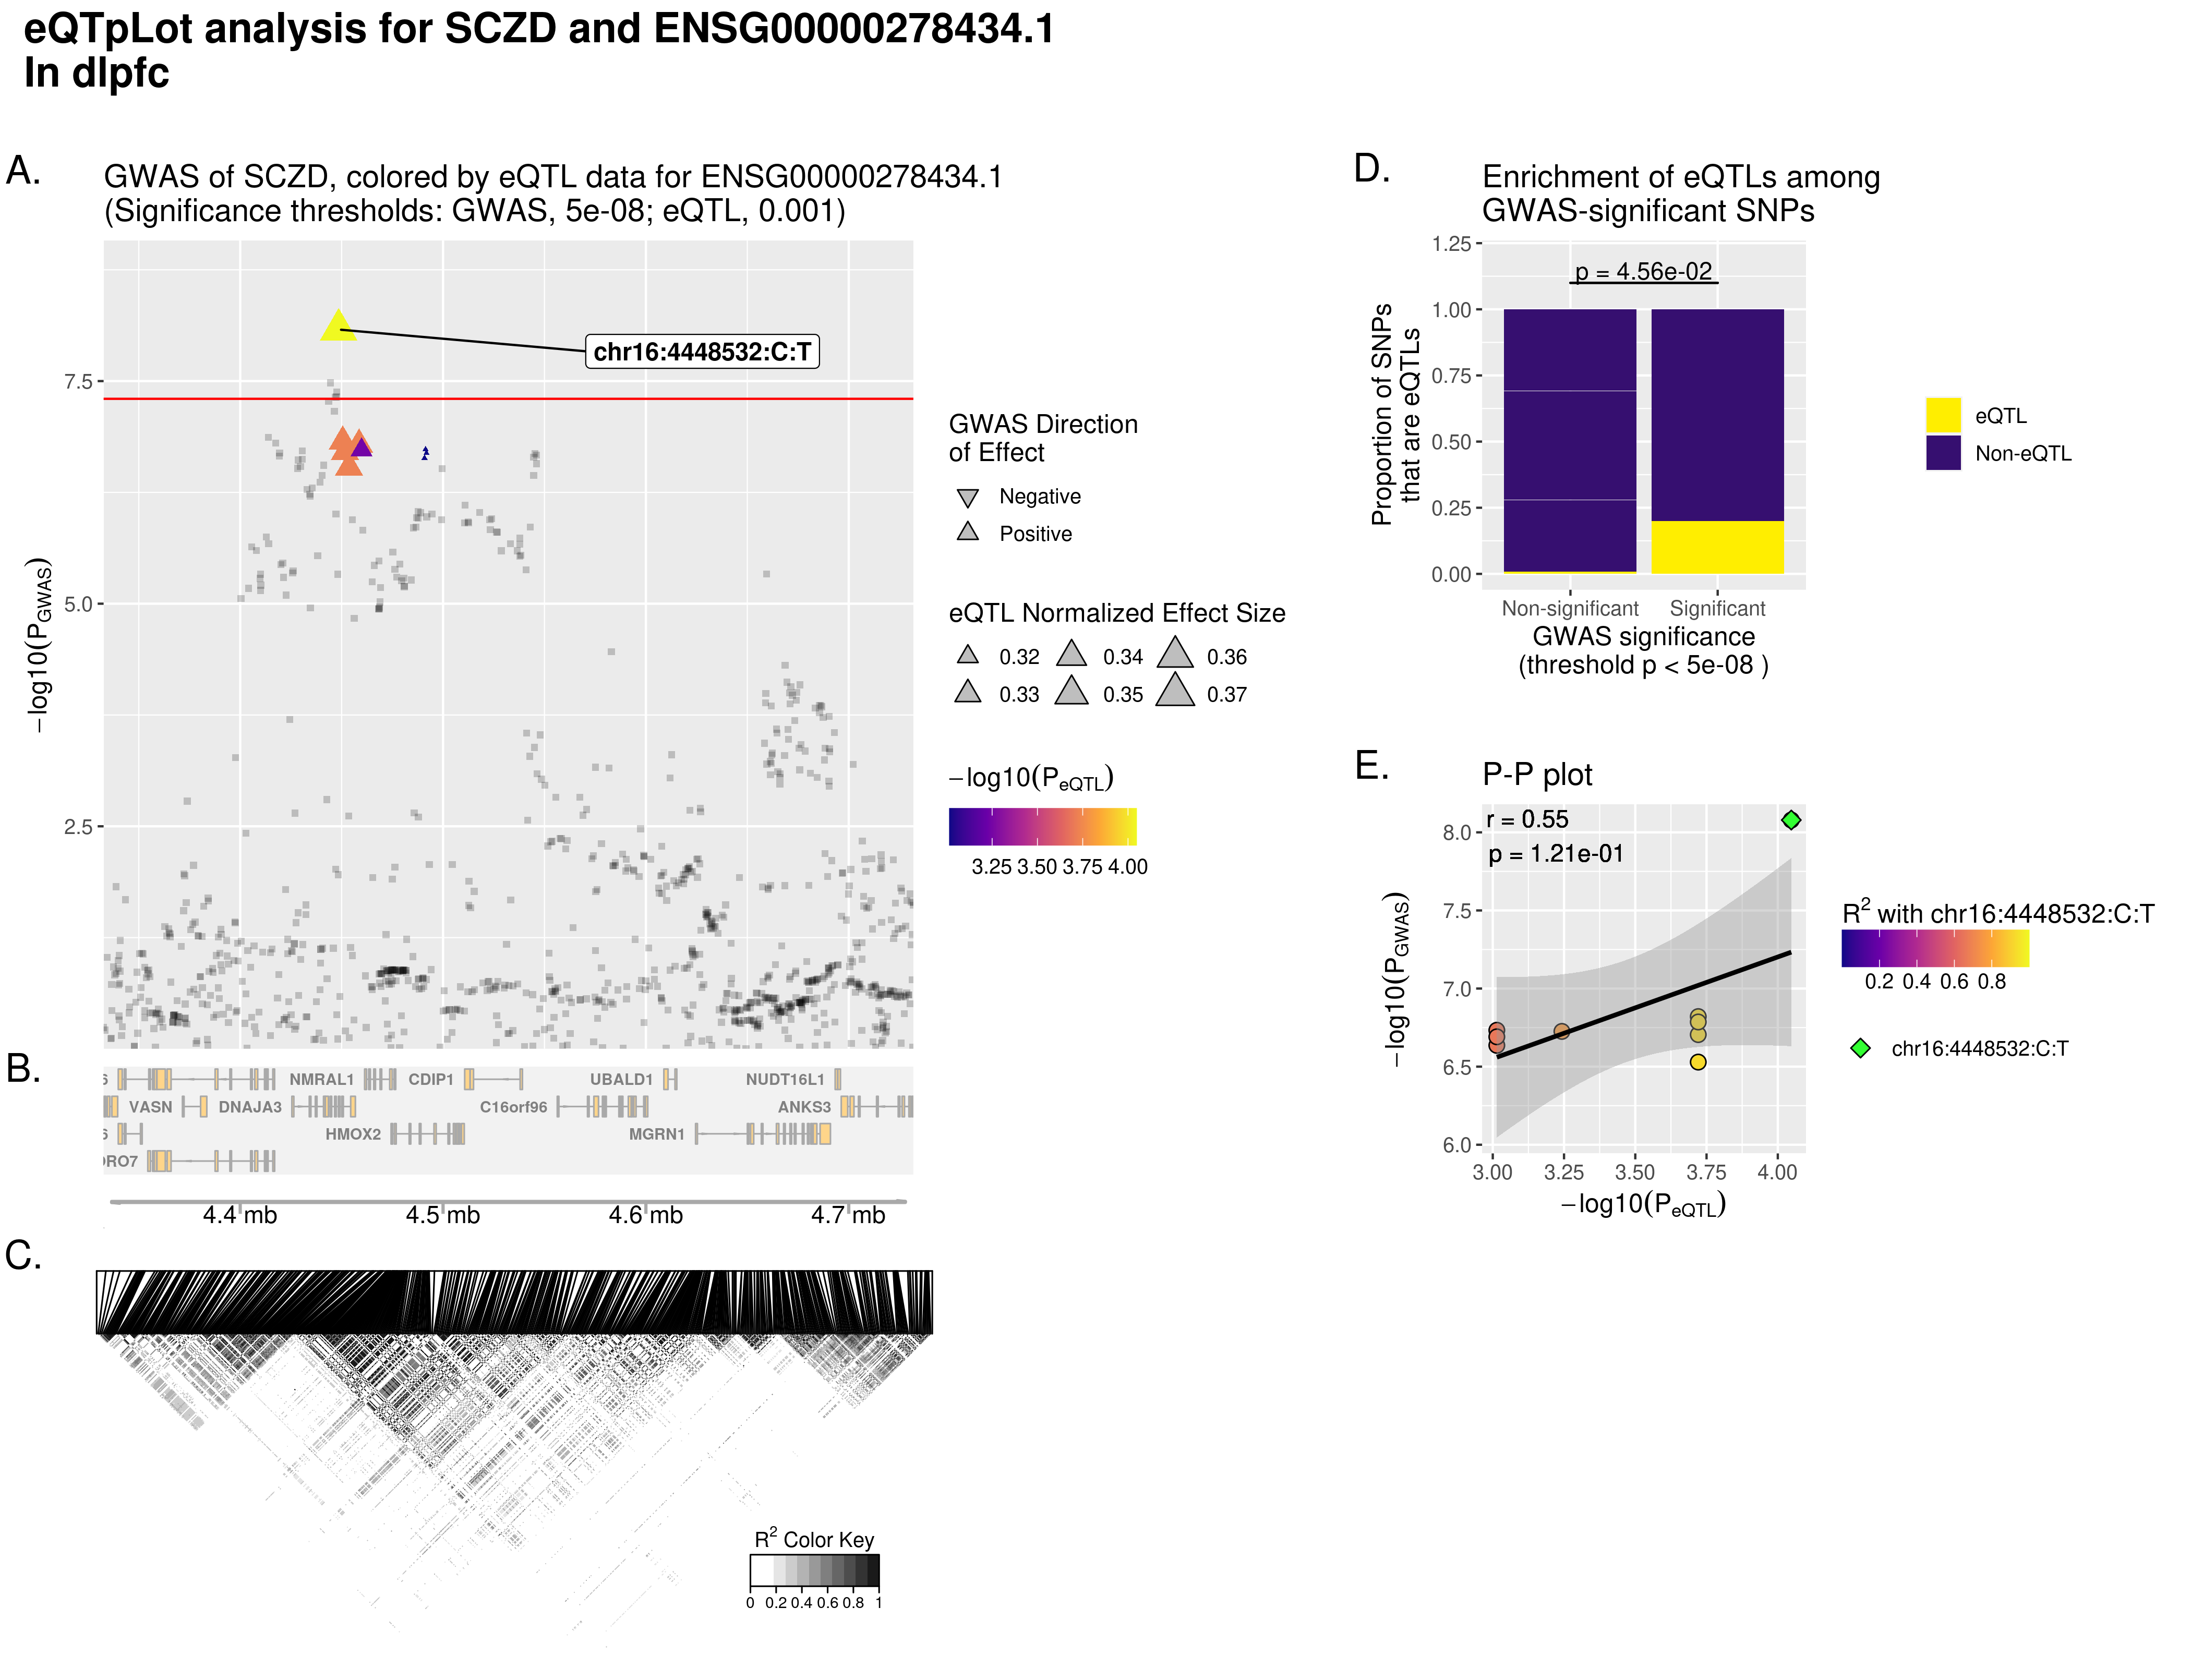 eQTpLot analysis for SCZD and ENSG00000278434.1
In dlpfc
A.
GWAS of SCZD, colored by eQTL data for ENSG00000278434.1
(Significance thresholds: GWAS, 5e-08; eQTL, 0.001)
−log10(PGWAS)
7.5
5.0
2.5
chr16:4448532:C:T
GWAS Direction
of Effect
Negative
Positive
eQTL Normalized Effect Size
0.32 0.34 0.36
0.33 0.35 0.37
−log10(PeQTL)
3.25 3.50 3.75 4.00
B.
6 NMRAL1 CDIP1 UBALD1 NUDT16L1
VASN DNAJA3 C16orf96 ANKS3
6 HMOX2 MGRN1
RO7
4.4 mb 4.5 mb 4.6 mb 4.7 mb
C.
R2 Color Key
0 0.2 0.4 0.6 0.8 1
D.
Enrichment of eQTLs among
GWAS-significant SNPs
Proportion of SNPs
that are eQTLs
1.25
1.00
0.75
0.50
0.25
0.00
p = 4.56e-02
Non-significant Significant
GWAS significance
(threshold p < 5e-08 )
eQTL
Non-eQTL
E.
P-P plot
−log10(PGWAS)
8.0
7.5
7.0
6.5
6.0
r = 0.55
p = 1.21e-01
3.00 3.25 3.50 3.75 4.00
−log10(PeQTL)
R2 with chr16:4448532:C:T
0.2 0.4 0.6 0.8
chr16:4448532:C:T